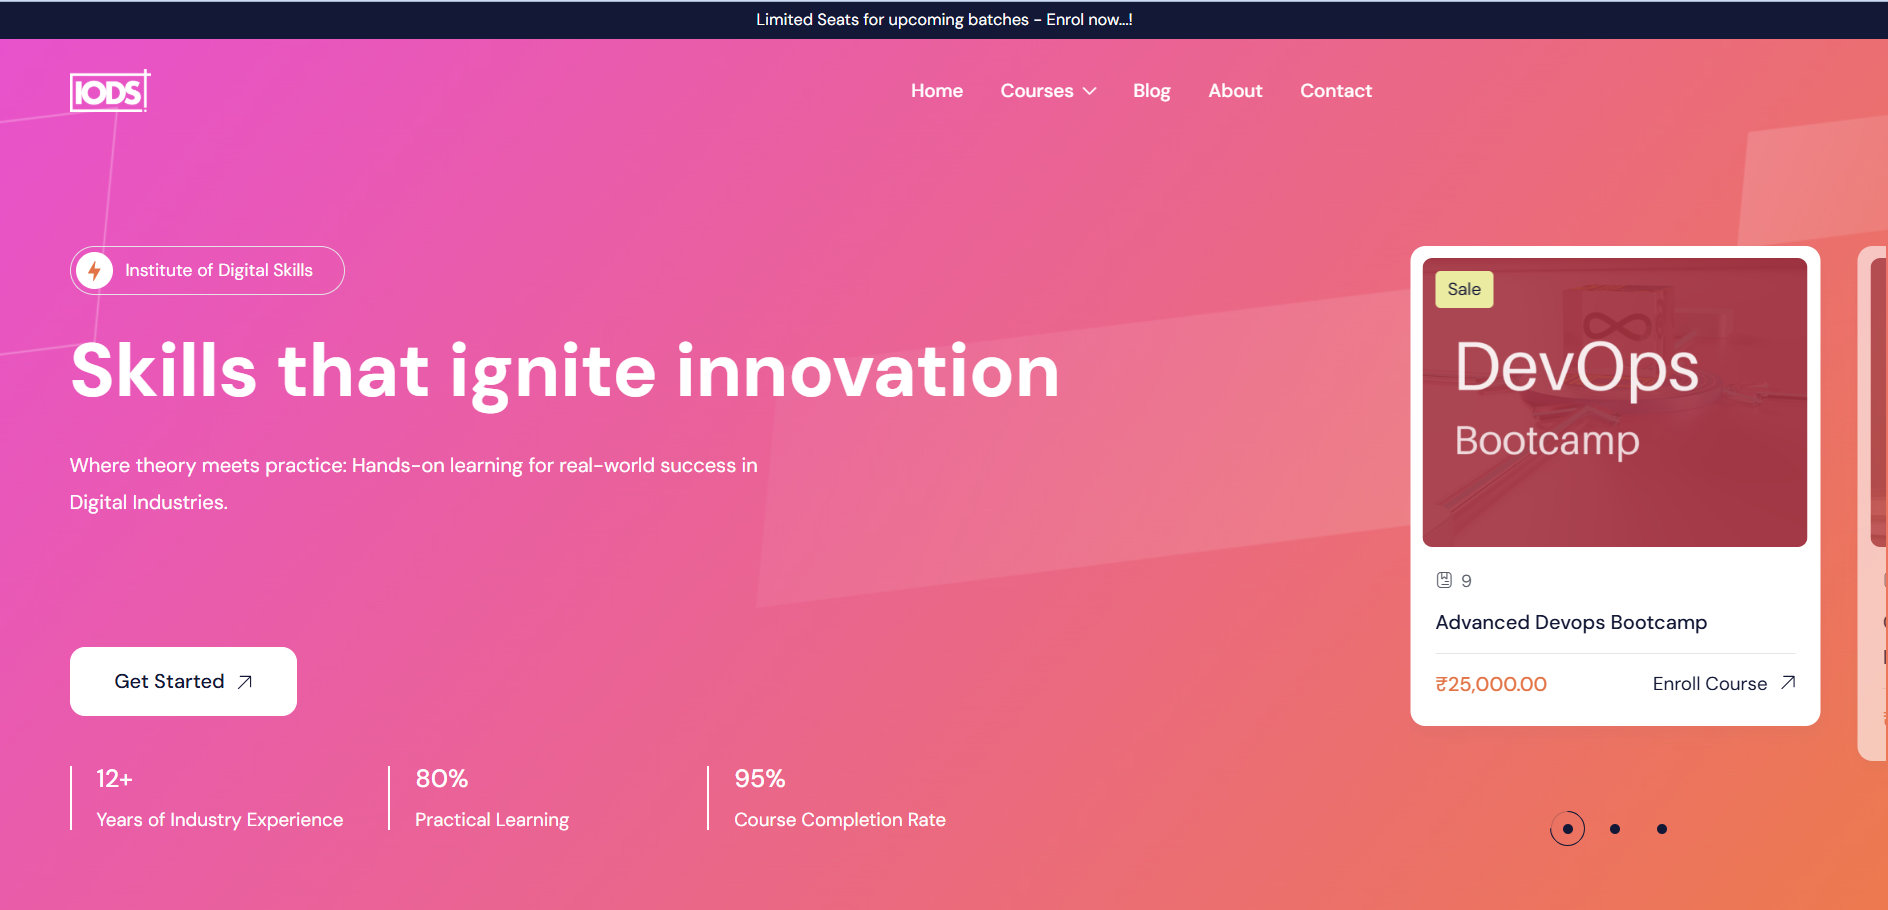 Limited Seats for upcoming batches - Enrol now...!
IODS
Home
Courses
Blog
About
Contact
Institute of Digital Skills
Skills that ignite innovation
Where theory meets practice: Hands-on learning for real-world success in
Digital Industries.
Get Started
12+
Years of Industry Experience
80%
Practical Learning
95%
Course Completion Rate
Sale
DevOps
Bootcamp
9
Advanced Devops Bootcamp
₹25,000.00
Enroll Course